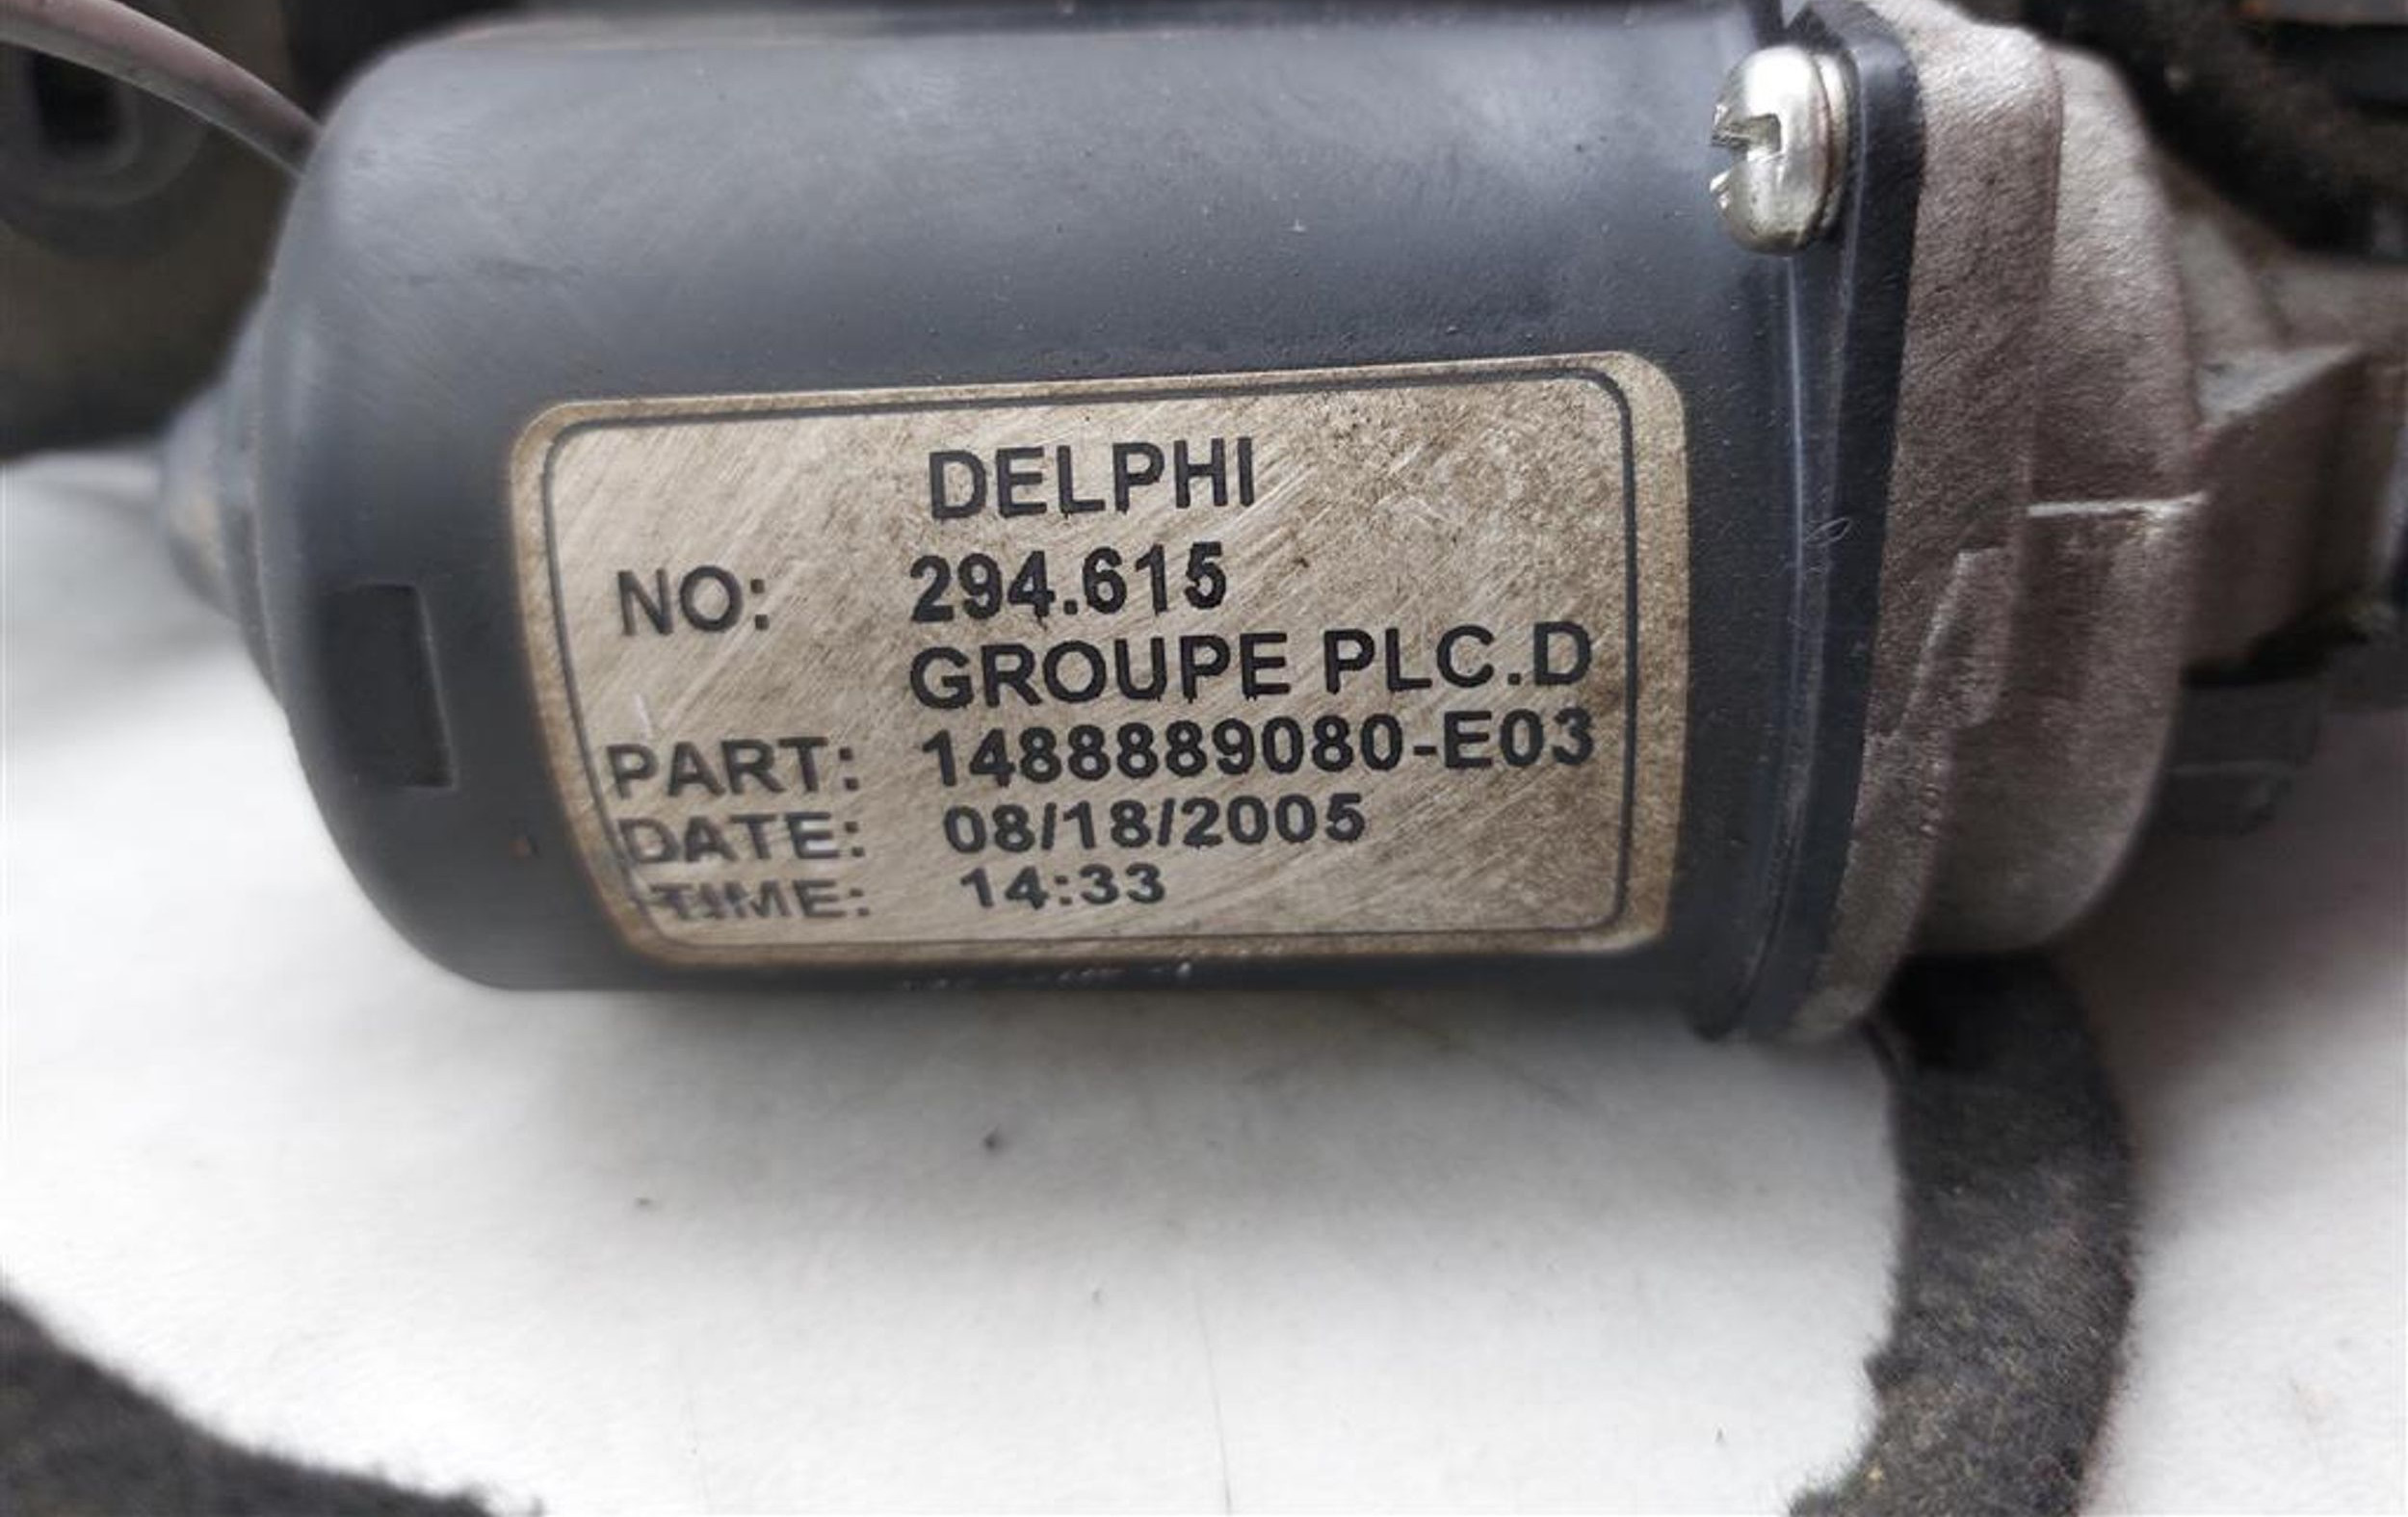 DELPHI
NO: 294.615
GROUPE PLC.D
PART: 1488889080-E03
DATE: 08/18/2005
TIME: 14:33